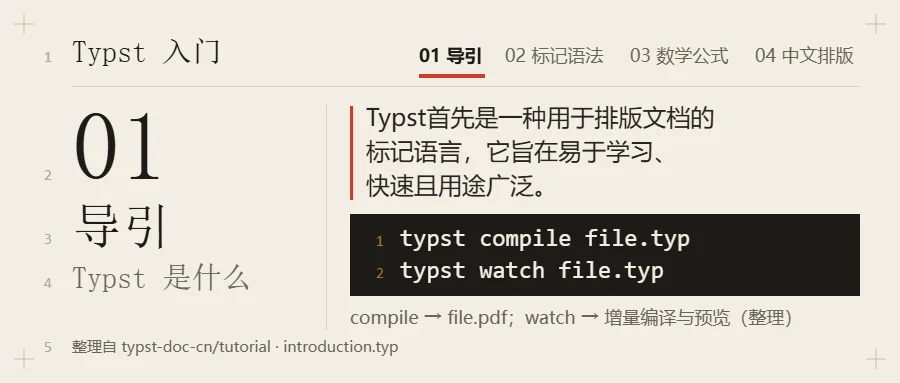 1 Typst 入门
01 导引 02 标记语法 03 数学公式 04 中文排版
2 01
3 导引
4 Typst 是什么
Typst首先是一种用于排版文档的
标记语言，它旨在易于学习、
快速且用途广泛。
1 typst compile file.typ
2 typst watch file.typ
compile → file.pdf；watch → 增量编译与预览（整理）
5 整理自 typst-doc-cn/tutorial · introduction.typ